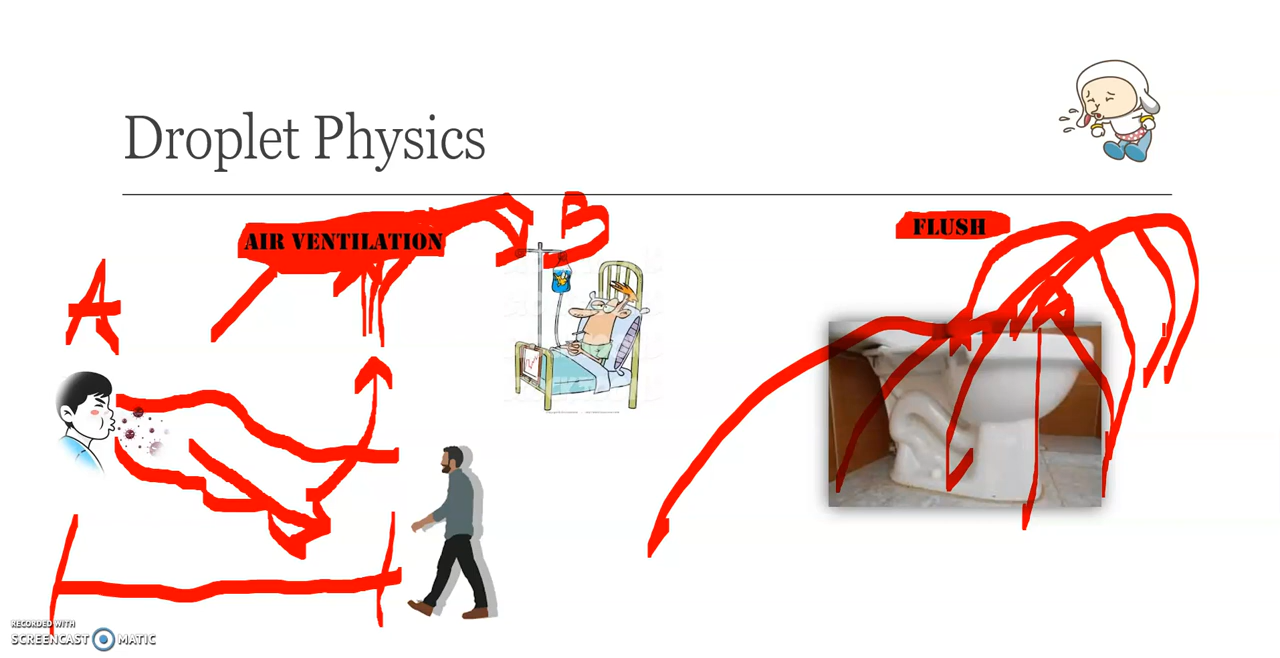 Droplet Physics
B
AIR VENTILATION
FLUSH
A
RECORDED WITH
SCREENCAST MATIC